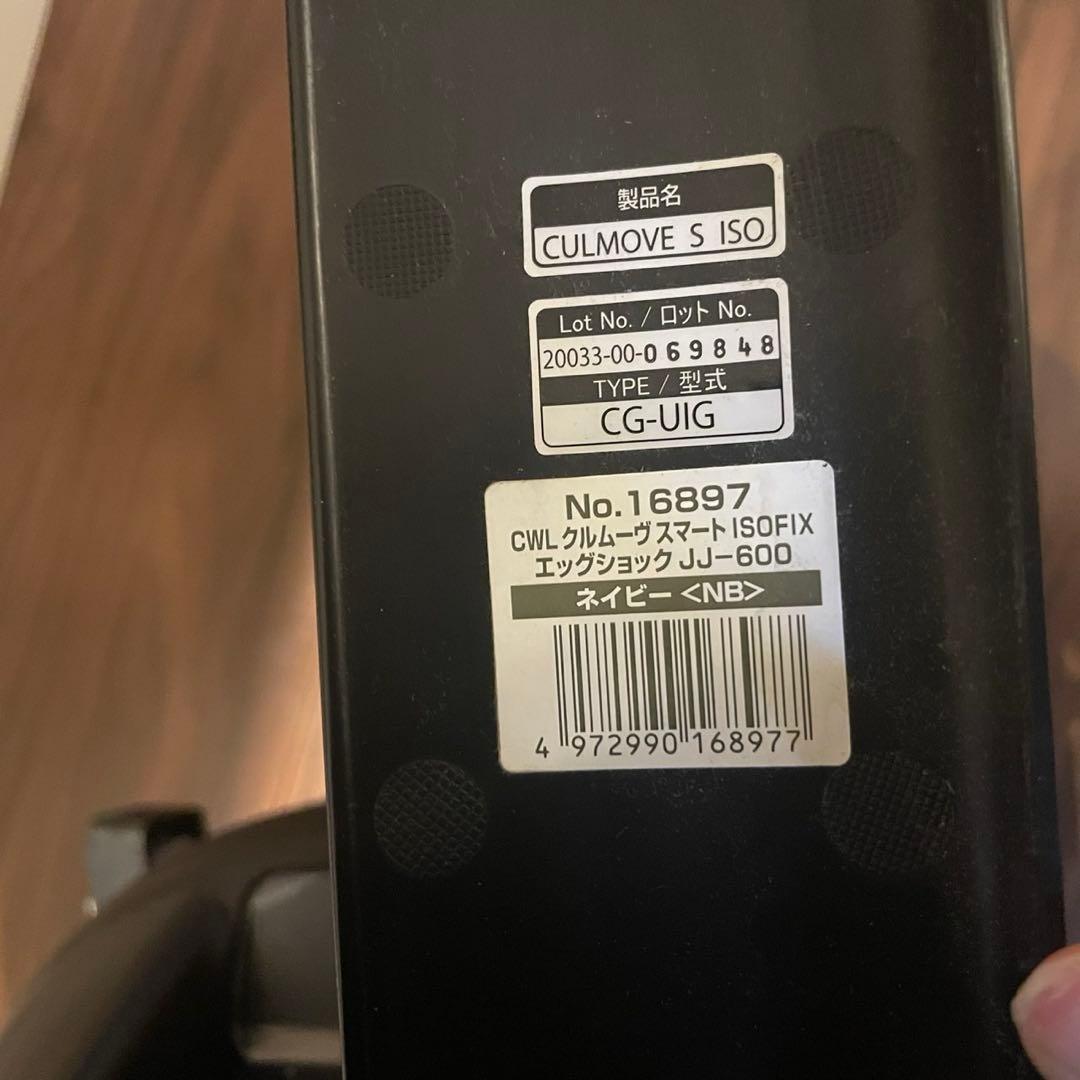 製品名
CULMOVE S ISO
Lot No. / ロット No.
20033-00-069848
TYPE / 型式
CG-UIG
No.16897
CWL クルムーヴ スマート ISOFIX
エッグショック JJ-600
ネイビー <NB>
4 972990 168977